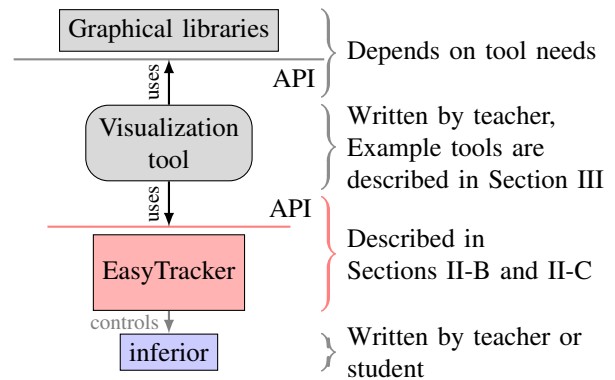 Graphical libraries
Depends on tool needs
uses
API
Visualization
tool
Written by teacher,
Example tools are
described in Section III
uses
API
EasyTracker
Described in
Sections II-B and II-C
controls
inferior
Written by teacher or
student